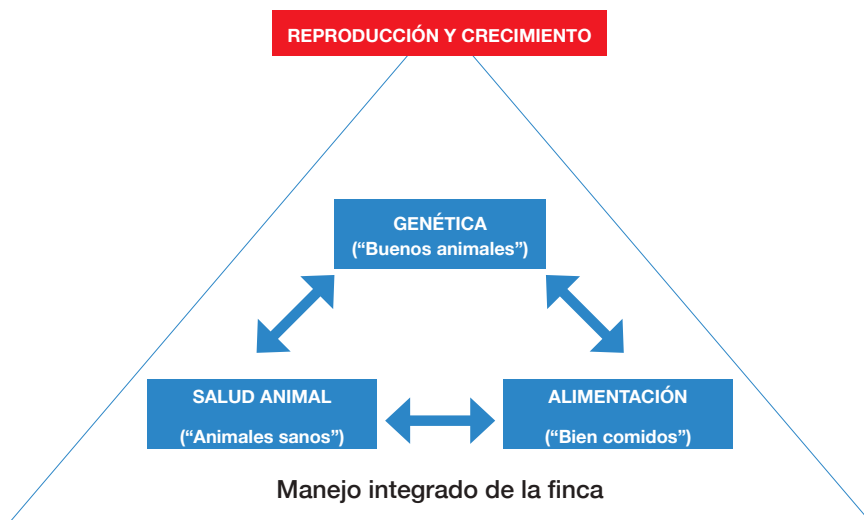 REPRODUCCIÓN Y CRECIMIENTO
GENÉTICA
(“Buenos animales”)
SALUD ANIMAL
(“Animales sanos”)
ALIMENTACIÓN
(“Bien comidos”)
Manejo integrado de la finca